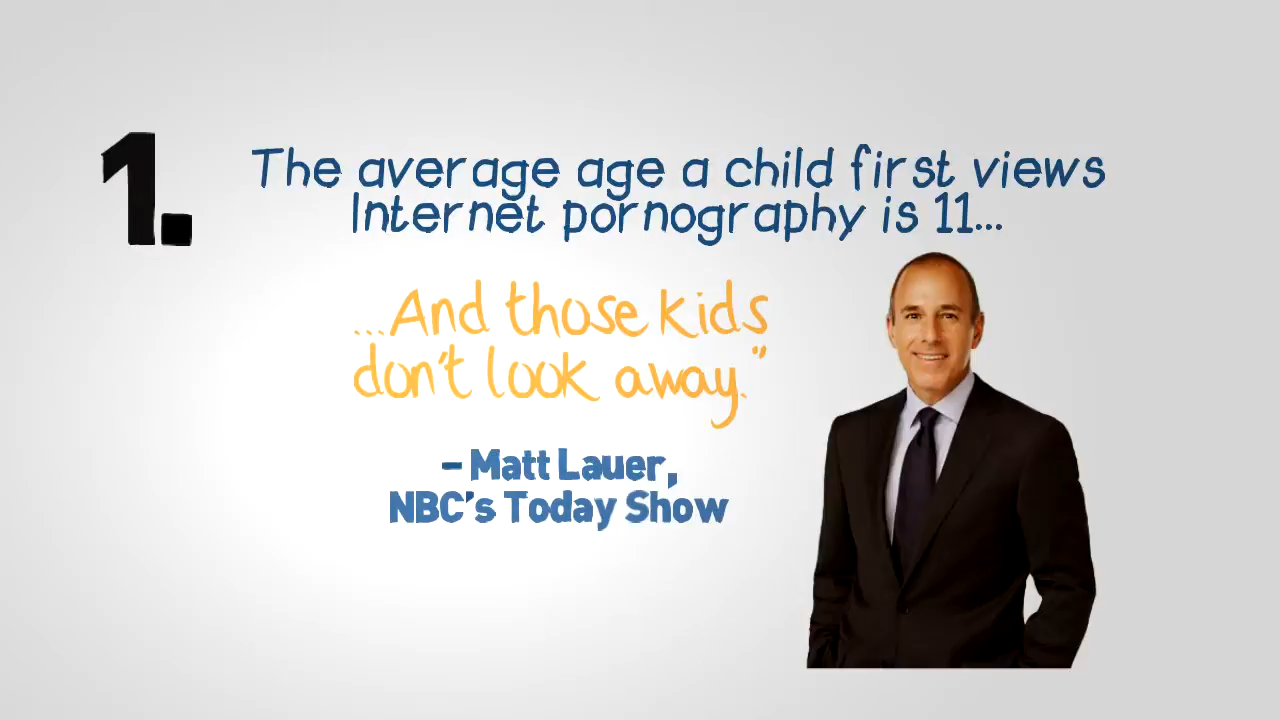 1.
The average age a child first views
Internet pornography is 11...
...And those kids
don't look away."
– Matt Lauer,
NBC's Today Show